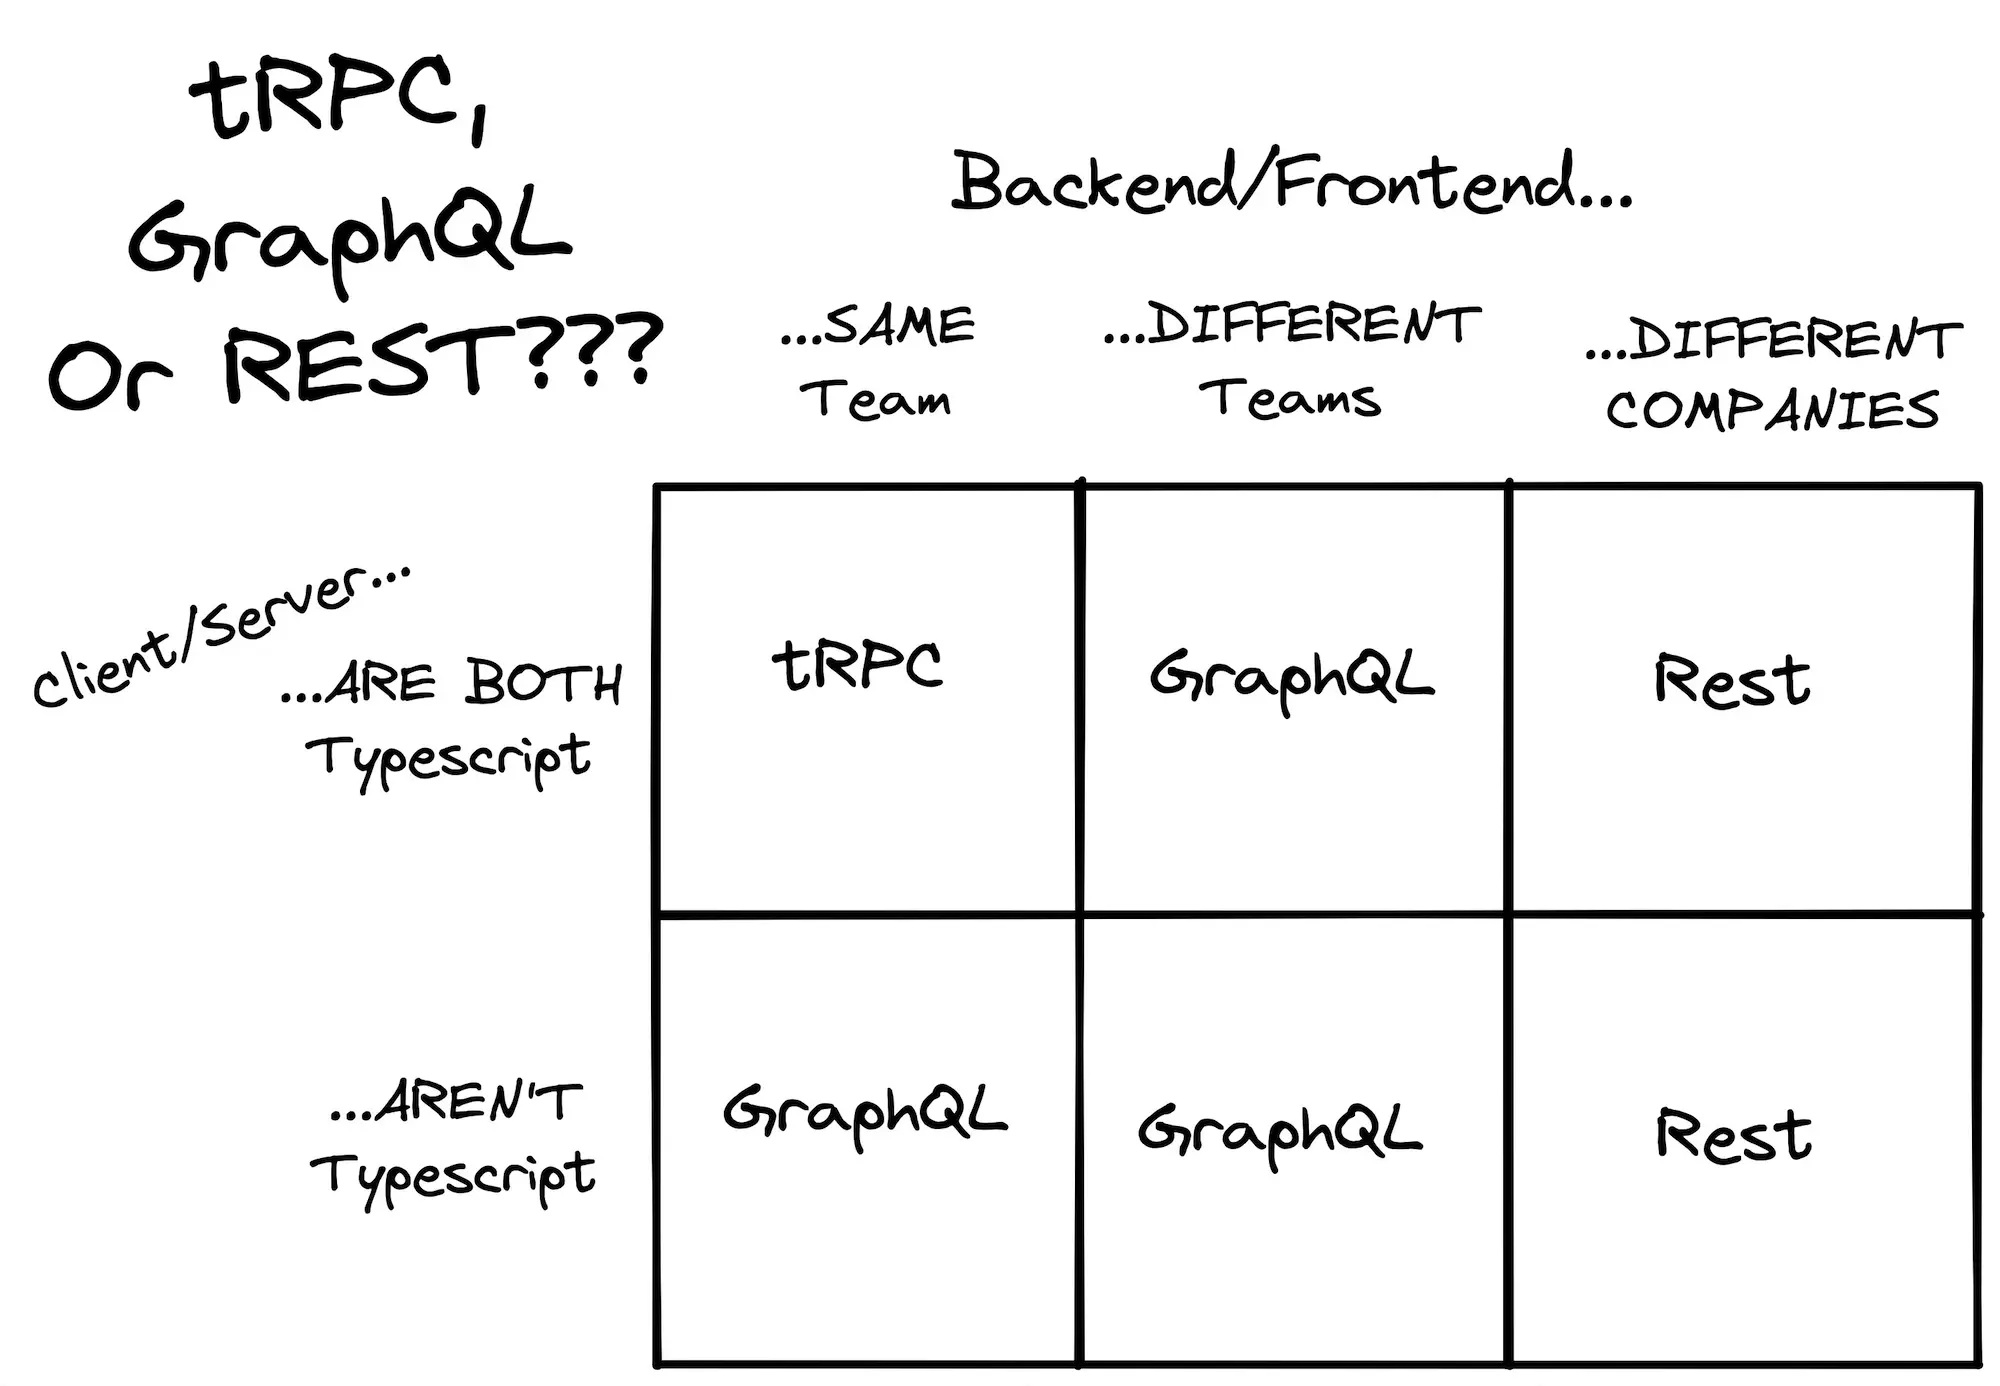 tRPC,
GraphQL
Or REST???
Backend/Frontend...
...SAME
Team
...DIFFERENT
Teams
...DIFFERENT
COMPANIES
Client/Server...
...ARE BOTH
Typescript
tRPC
GraphQL
Rest
...AREN'T
Typescript
GraphQL
GraphQL
Rest